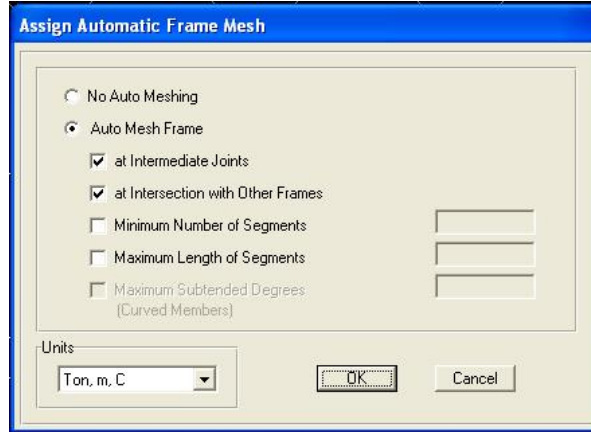 Assign Automatic Frame Mesh
No Auto Meshing
Auto Mesh Frame
at Intermediate Joints
at Intersection with Other Frames
Minimum Number of Segments
Maximum Length of Segments
Maximum Subtended Degrees
(Curved Members)
Units
Ton, m, C
OK
Cancel